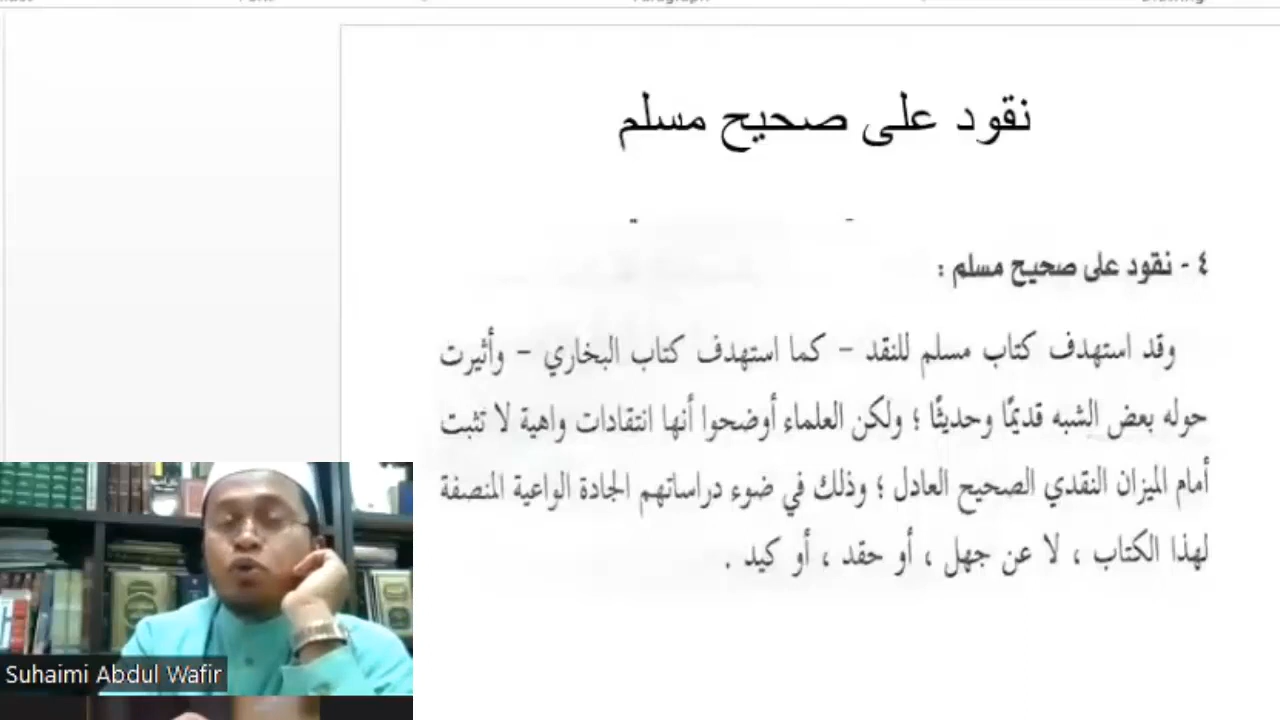 نقود على صحيح مسلم
٤ - نقود على صحيح مسلم :
وقد استهدف كتاب مسلم للنقد – كما استهدف كتاب البخاري – وأثيرت
حوله بعض الشبه قديمًا وحديثًا ؛ ولكن العلماء أوضحوا أنها انتقادات واهية لا تثبت
أمام الميزان النقدي الصحيح العادل ؛ وذلك في ضوء دراساتهم الجادة الواعية المنصفة
لهذا الكتاب ، لا عن جهل ، أو حقد ، أو كيد .
Suhaimi Abdul Wafir